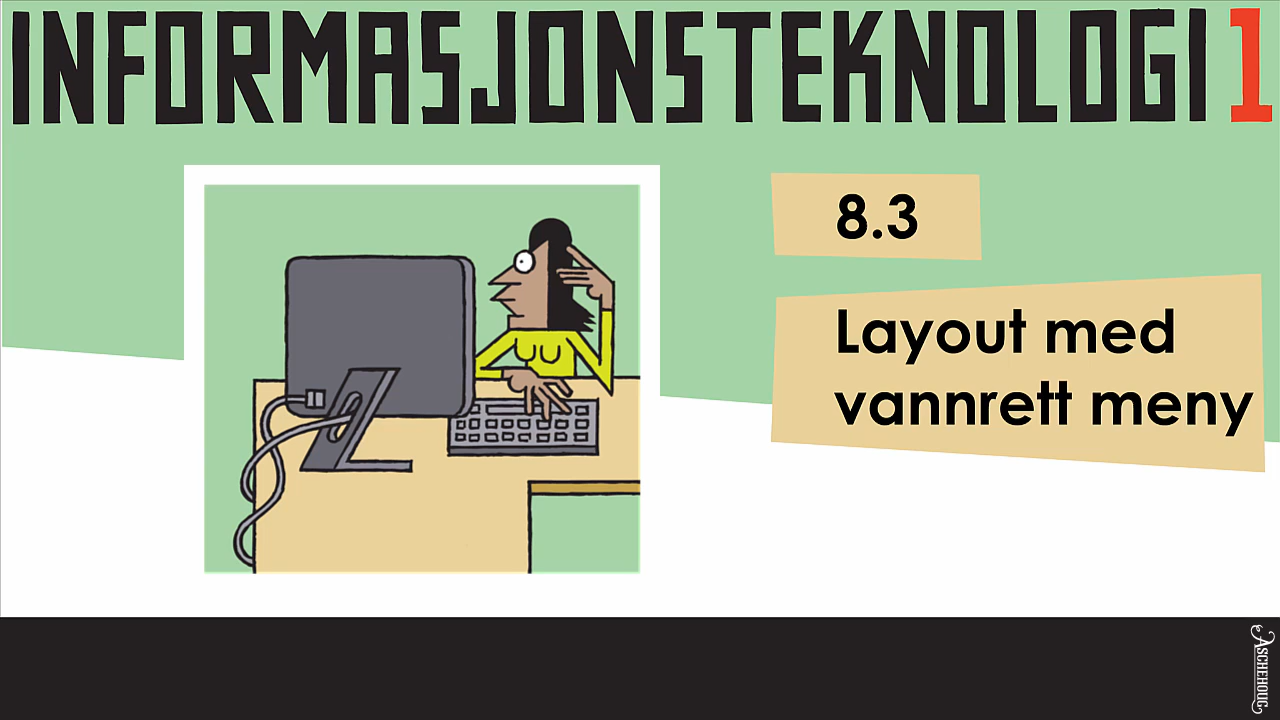 INFORMASJONSTEKNOLOGI 1
8.3
Layout med
vannrett meny
ASCHEHOUG